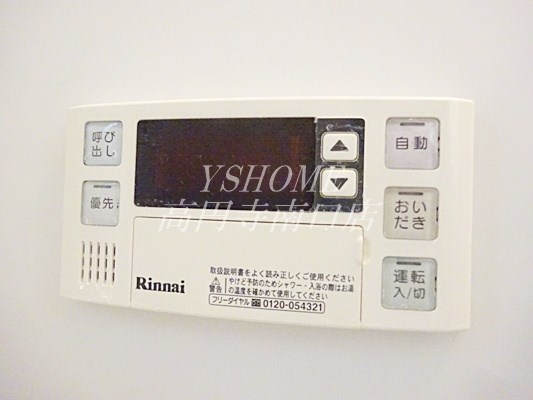 呼び
出し
優先
自動
おい
だき
運転
入/切
YSHOME
高円寺南口店
Rinnai
取扱説明書をよく読み正しくご使用ください
警告
やけど予防のためシャワー・入浴の際はお湯
の温度を確かめて使用してください
フリーダイヤル 0120-054321